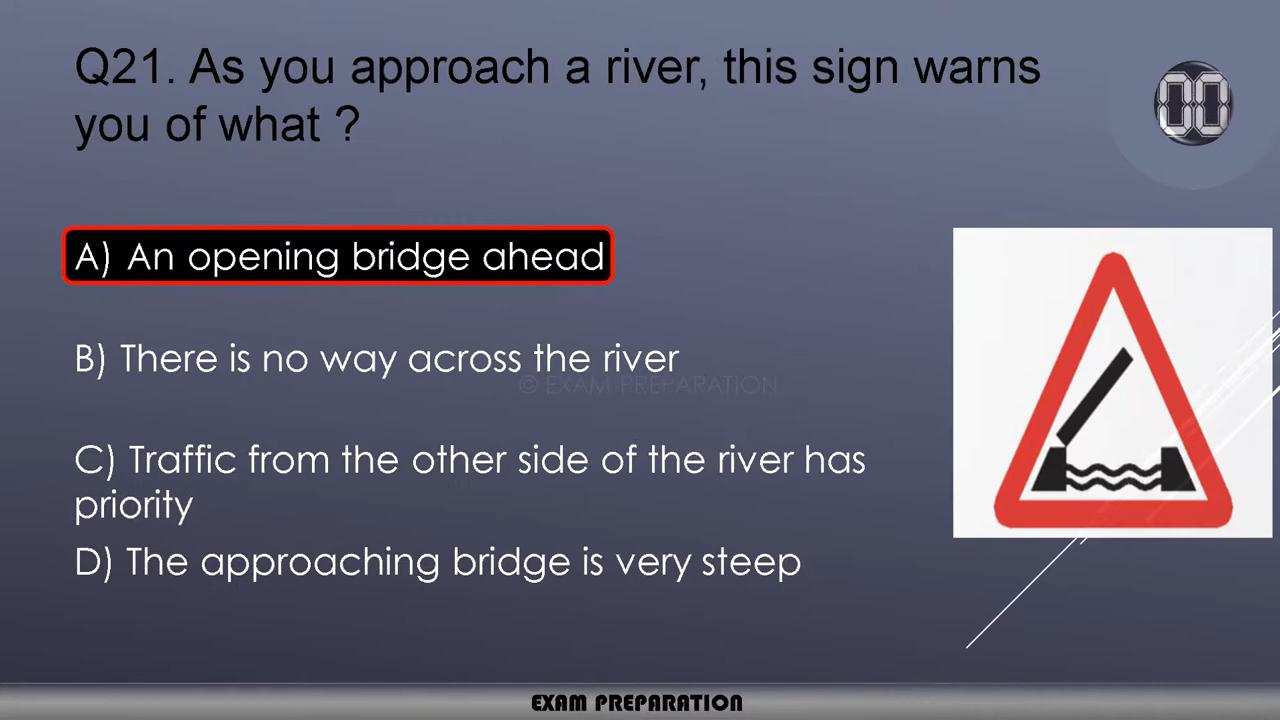 Q21. As you approach a river, this sign warns
you of what ?
00
A) An opening bridge ahead
B) There is no way across the river
© EXAM PREPARATION
C) Traffic from the other side of the river has
priority
D) The approaching bridge is very steep
EXAM PREPARATION